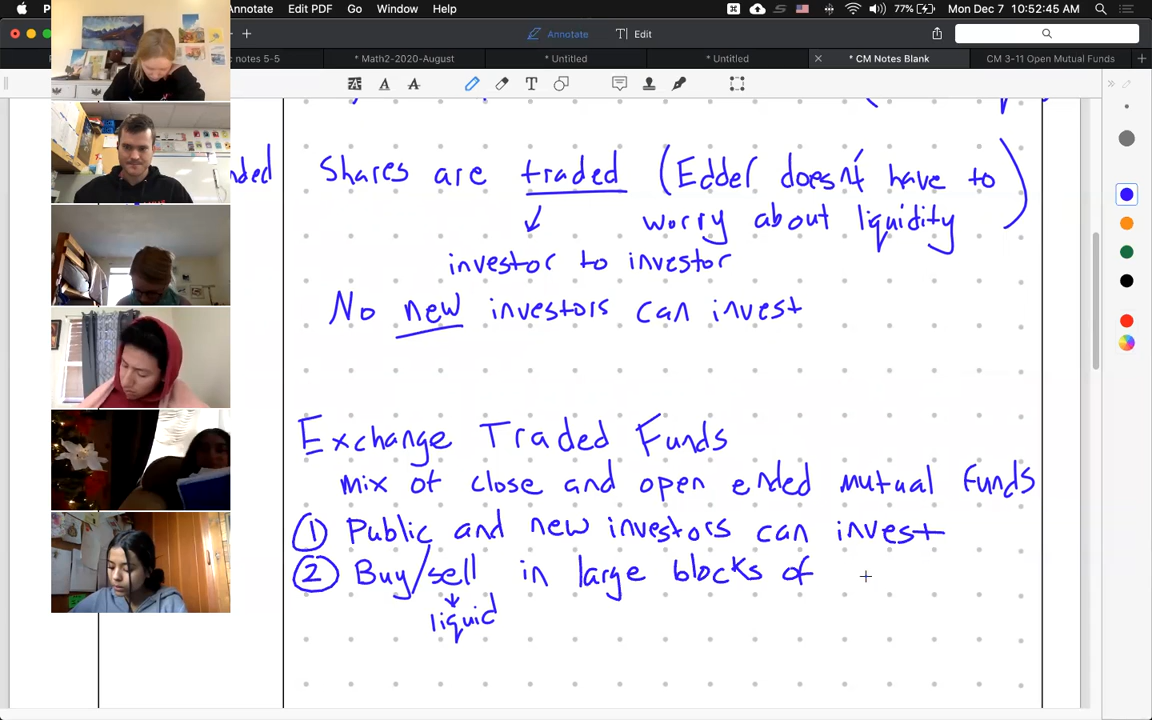 Annotate Edit PDF Go Window Help 77% Mon Dec 7 10:52:45 AM
Annotate Edit
notes 5-5 * Math2-2020-August * Untitled * Untitled * CM Notes Blank CM 3-11 Open Mutual Funds
Shares are traded (Edder doesn't have to
worry about liquidity)
investor to investor
No new investors can invest
Exchange Traded Funds
mix of close and open ended mutual funds
① Public and new investors can invest
② Buy/sell in large blocks of
liquid